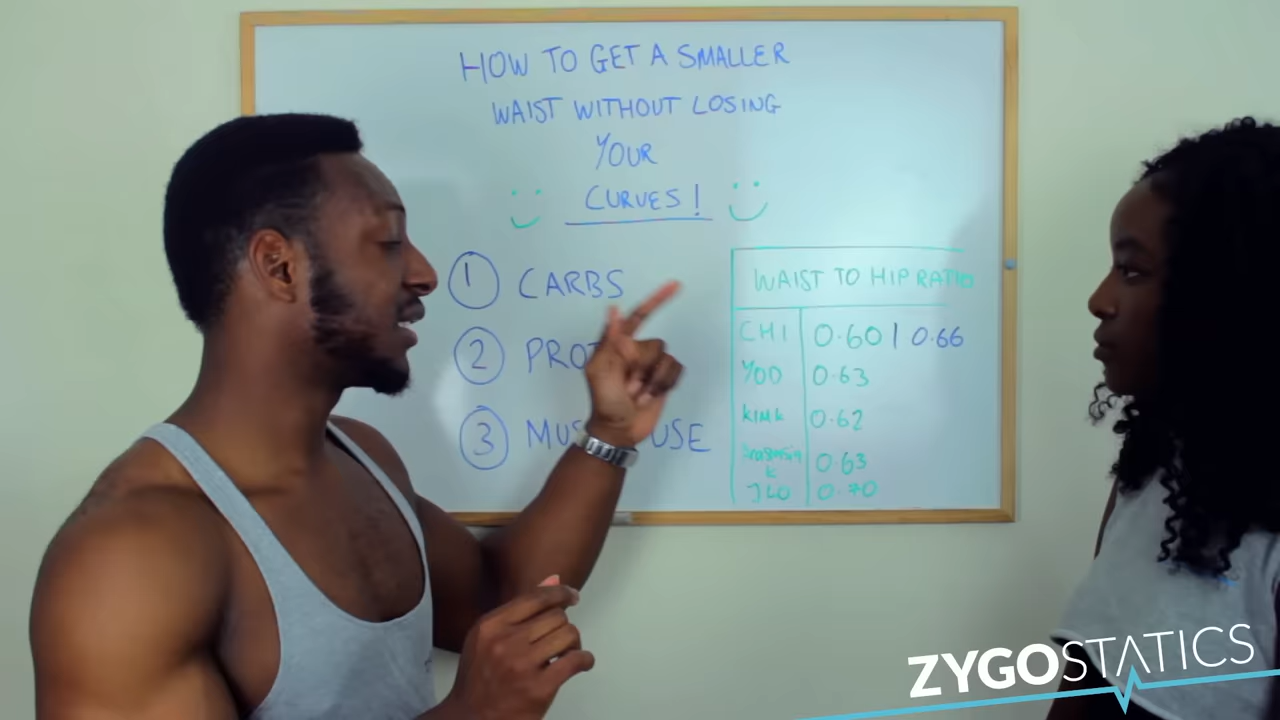 HOW TO GET A SMALLER
WAIST WITHOUT LOSING
YOUR
CURVES!
1 CARBS
2 PROT
3 MUS USE
WAIST TO HIP RATIO
CHI 0.60 | 0.66
YOO 0.63
KIM K 0.62
K 0.63
JLO 0.70
ZYGOSTATICS